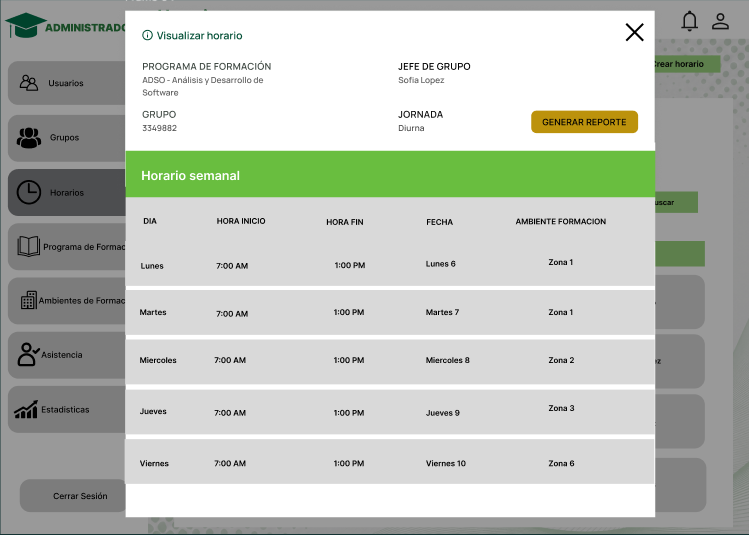 ADMINISTRADO
Visualizar horario
PROGRAMA DE FORMACIÓN
ADSO - Análisis y Desarrollo de
Software
JEFE DE GRUPO
Sofia Lopez
GRUPO
3349882
JORNADA
Diurna
GENERAR REPORTE
Crear horario
Usuarios
Grupos
Horarios
Programa de Formac
Ambientes de Formac
Asistencia
Estadisticas
Cerrar Sesión
uscar
Horario semanal
DIA HORA INICIO HORA FIN FECHA AMBIENTE FORMACION
Lunes 7:00 AM 1:00 PM Lunes 6 Zona 1
Martes 7:00 AM 1:00 PM Martes 7 Zona 1
Miercoles 7:00 AM 1:00 PM Miercoles 8 Zona 2
Jueves 7:00 AM 1:00 PM Jueves 9 Zona 3
Viernes 7:00 AM 1:00 PM Viernes 10 Zona 6